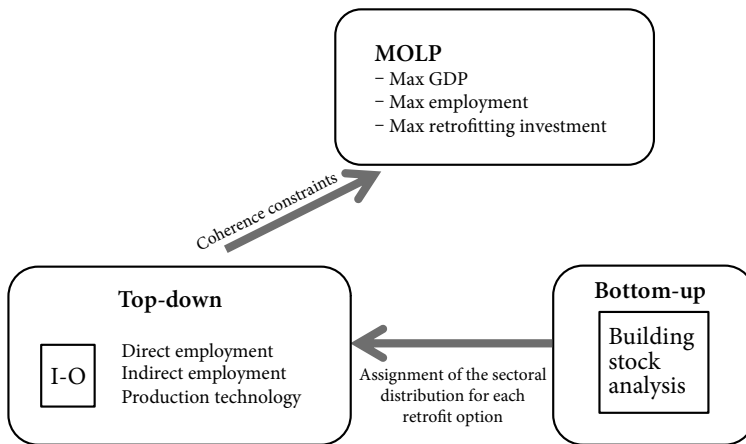 MOLP
– Max GDP
– Max employment
– Max retrofitting investment
Coherence constraints
Top-down
I-O
Direct employment
Indirect employment
Production technology
Assignment of the sectoral
distribution for each
retrofit option
Bottom-up
Building
stock
analysis